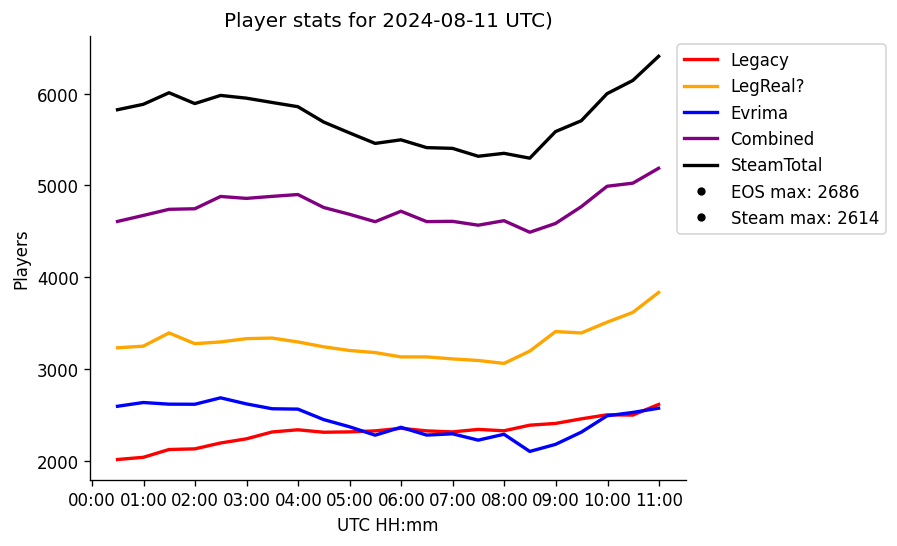 Player stats for 2024-08-11 UTC)
Legacy
LegReal?
Evrima
Combined
SteamTotal
EOS max: 2686
Steam max: 2614
Players
6000
5000
4000
3000
2000
00:00 01:00 02:00 03:00 04:00 05:00 06:00 07:00 08:00 09:00 10:00 11:00
UTC HH:mm